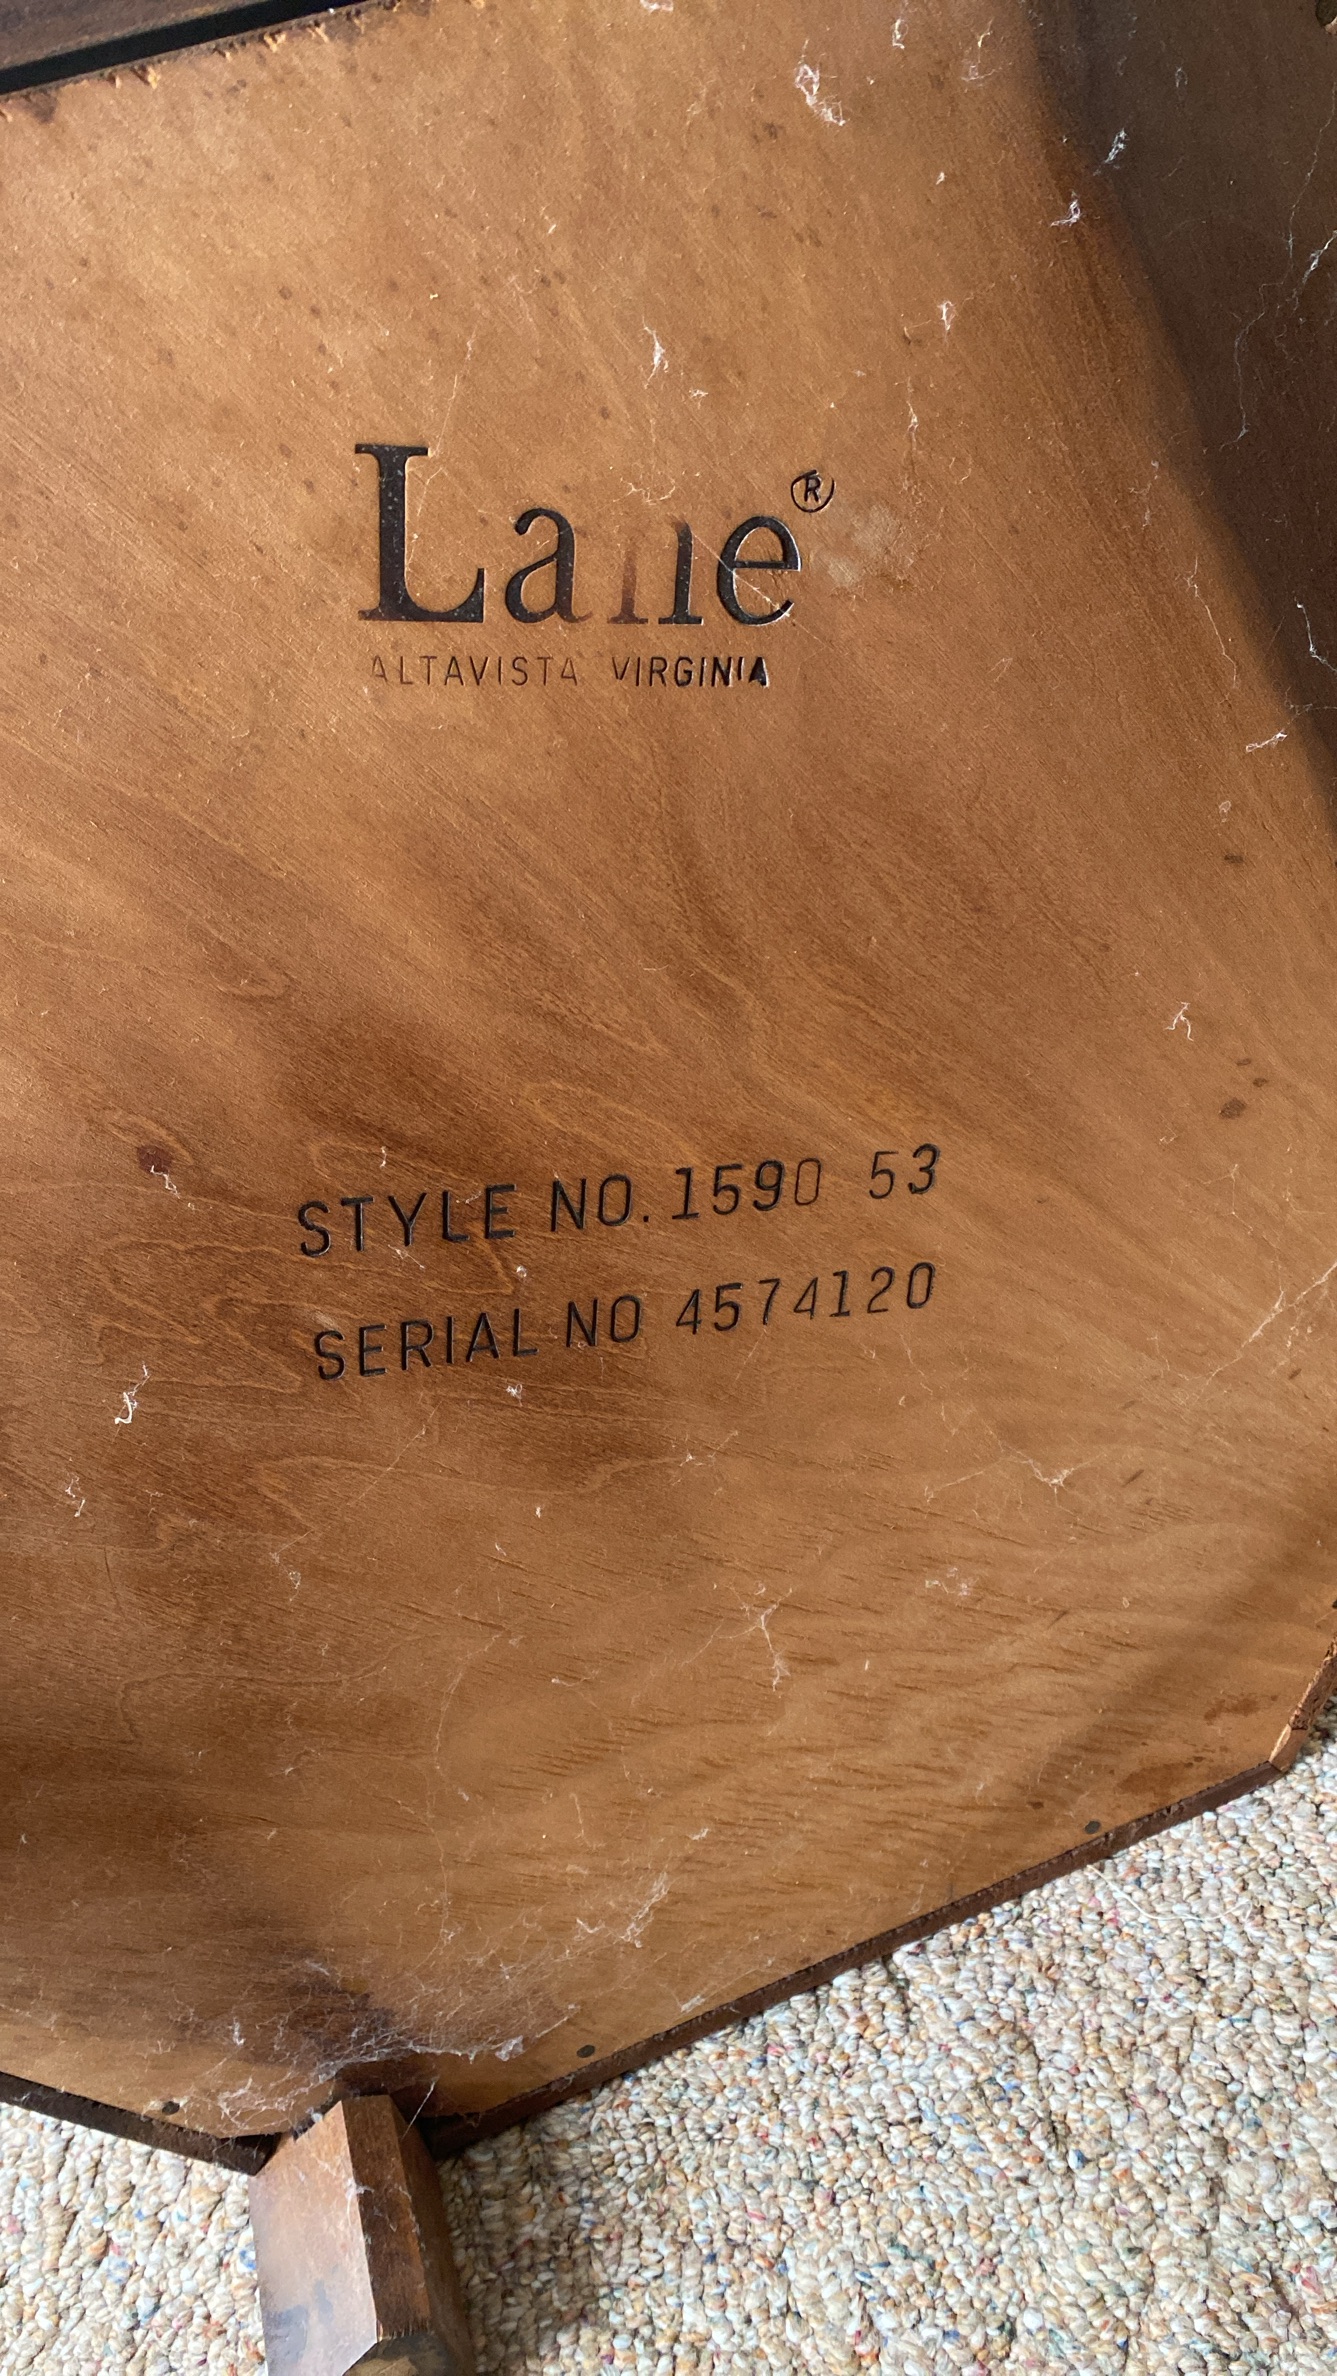 Lane®
ALTAVISTA VIRGINIA
STYLE NO. 1590 53
SERIAL NO 4574120